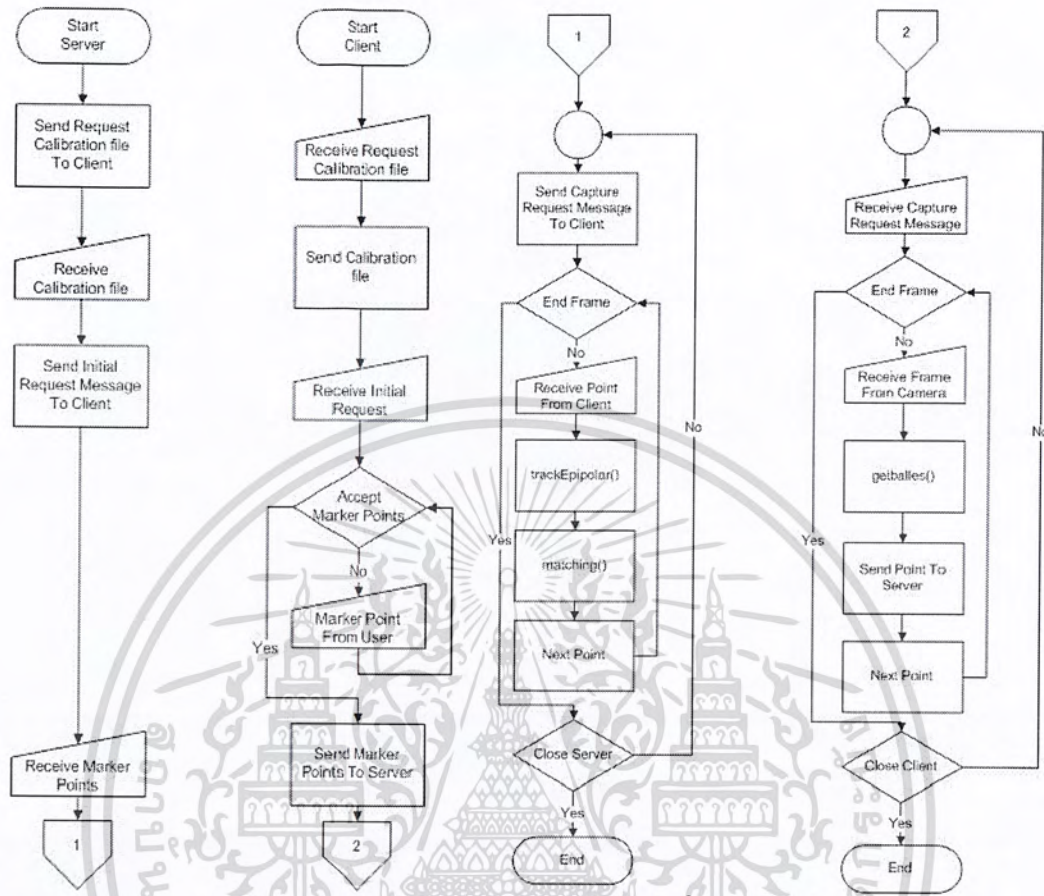 Start
Server
Send Request
Calibration file
To Client
Receive
Calibration file
Send Initial
Request Message
To Client
Receive Marker
Points
1
Start
Client
Receive Request
Calibration file
Send Calibration
file
Receive Initial
Request
Accept
Marker Points
No
Marker Point
From User
Yes
Send Marker
Points To Server
2
1
Send Capture
Request Message
To Client
End Frame
No
Receive Point
From Client
No
trackEpipolar()
Yes
matching()
Next Point
Close Server
Yes
End
2
Receive Capture
Request Message
End Frame
No
Receive Frame
From Camera
No
getballes()
Yes
Send Point To
Server
Next Point
Close Client
Yes
End